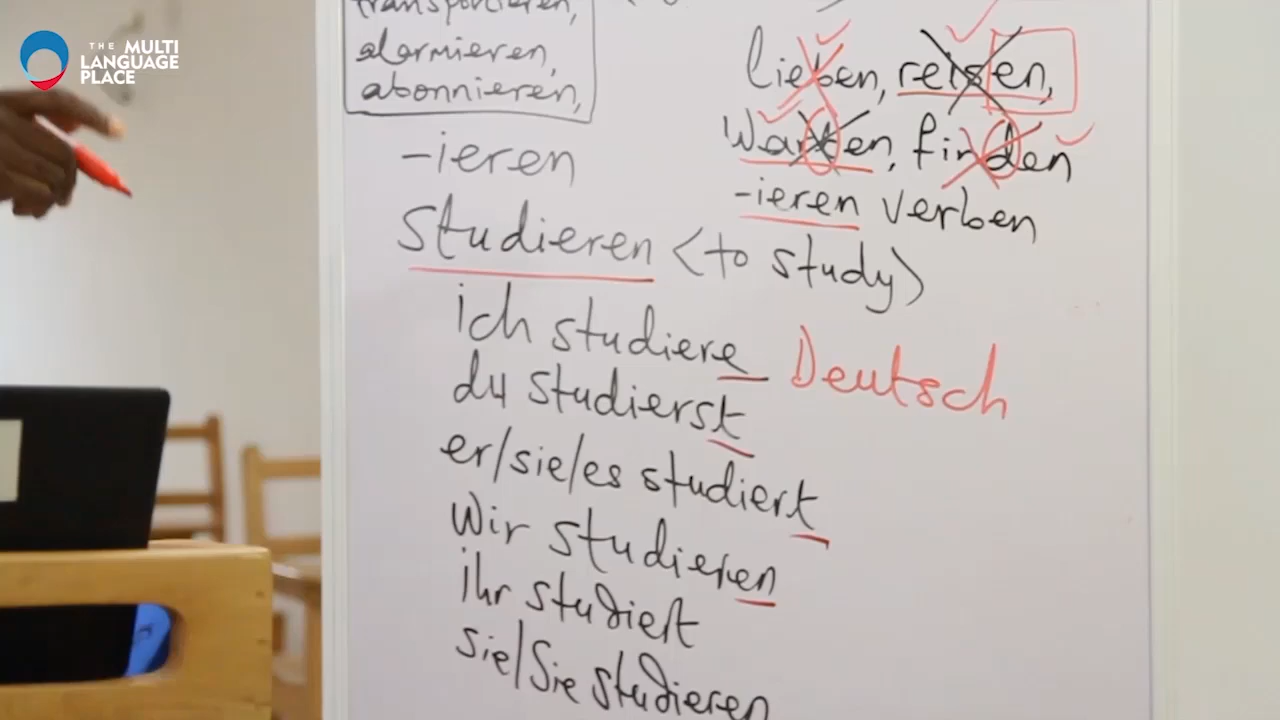 THE MULTI
LANGUAGE
PLACE
transportieren,
alarmieren,
abonnieren,
-ieren
lieben, reisen,
warten, finden
-ieren verben
studieren <to study>
ich studiere Deutsch
du studierst
er/sie/es studiert
wir studieren
ihr studiert
sie/Sie studieren